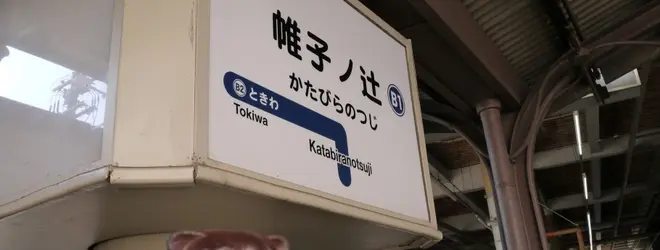 帷子ノ辻
かたびらのつじ
B1
B2 ときわ
Tokiwa
Katabiranotsuji